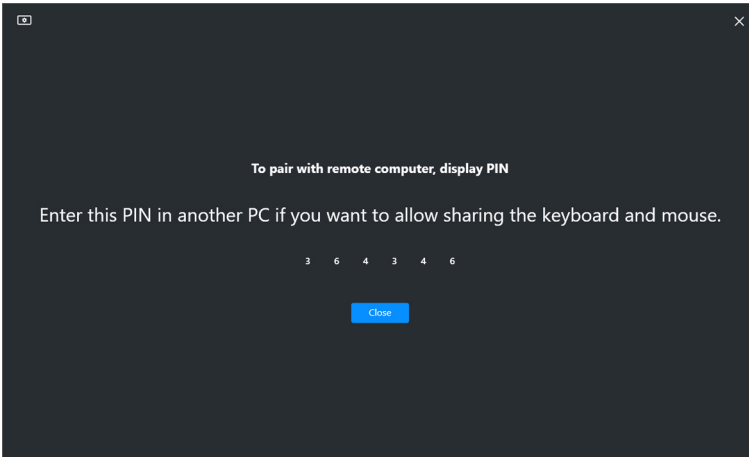 To pair with remote computer, display PIN
Enter this PIN in another PC if you want to allow sharing the keyboard and mouse.
3 6 4 3 4 6
Close